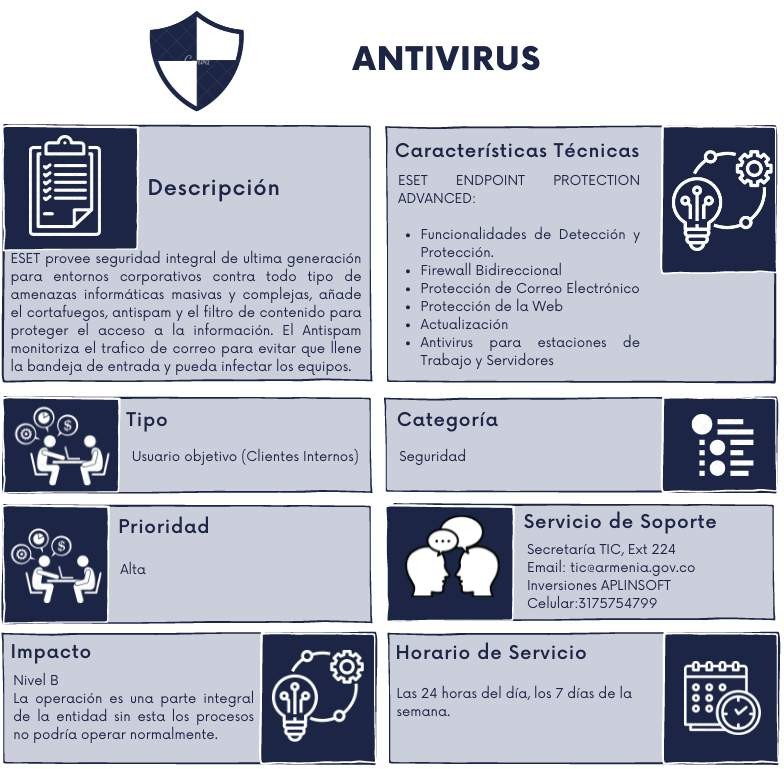 ANTIVIRUS
Descripción
ESET provee seguridad integral de ultima generación
para entornos corporativos contra todo tipo de
amenazas informáticas masivas y complejas, añade
el cortafuegos, antispam y el filtro de contenido para
proteger el acceso a la información. El Antispam
monitoriza el trafico de correo para evitar que llene
la bandeja de entrada y pueda infectar los equipos.
Características Técnicas
ESET ENDPOINT PROTECTION
ADVANCED:
• Funcionalidades de Detección y
Protección.
• Firewall Bidireccional
• Protección de Correo Electrónico
• Protección de la Web
• Actualización
• Antivirus para estaciones de
Trabajo y Servidores
Tipo
Usuario objetivo (Clientes Internos)
Categoría
Seguridad
Prioridad
Alta
Servicio de Soporte
Secretaría TIC, Ext 224
Email: tic@armenia.gov.co
Inversiones APLINSOFT
Celular:3175754799
Impacto
Nivel B
La operación es una parte integral
de la entidad sin esta los procesos
no podría operar normalmente.
Horario de Servicio
Las 24 horas del día, los 7 días de la
semana.